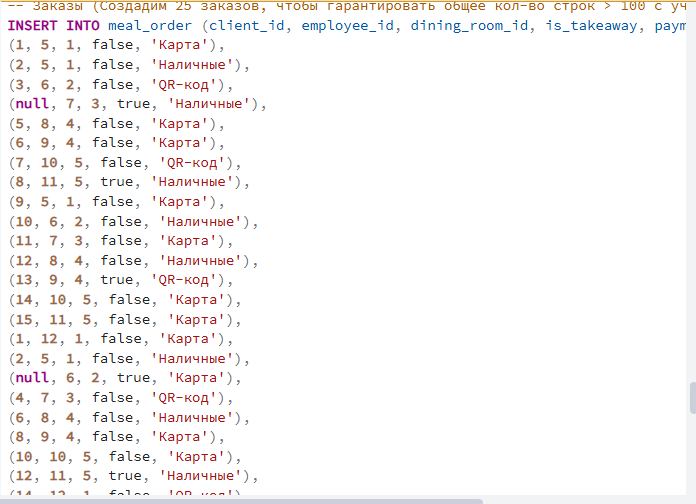 -- Заказы (Создадим 25 заказов, чтобы гарантировать общее кол-во строк > 100 с уч
INSERT INTO meal_order (client_id, employee_id, dining_room_id, is_takeaway, paym
(1, 5, 1, false, 'Карта'),
(2, 5, 1, false, 'Наличные'),
(3, 6, 2, false, 'QR-код'),
(null, 7, 3, true, 'Наличные'),
(5, 8, 4, false, 'Карта'),
(6, 9, 4, false, 'Карта'),
(7, 10, 5, false, 'QR-код'),
(8, 11, 5, true, 'Наличные'),
(9, 5, 1, false, 'Карта'),
(10, 6, 2, false, 'Наличные'),
(11, 7, 3, false, 'Карта'),
(12, 8, 4, false, 'Наличные'),
(13, 9, 4, true, 'QR-код'),
(14, 10, 5, false, 'Карта'),
(15, 11, 5, false, 'Карта'),
(1, 12, 1, false, 'Карта'),
(2, 5, 1, false, 'Наличные'),
(null, 6, 2, true, 'Карта'),
(4, 7, 3, false, 'QR-код'),
(6, 8, 4, false, 'Наличные'),
(8, 9, 4, false, 'Карта'),
(10, 10, 5, false, 'Карта'),
(12, 11, 5, true, 'Наличные'),
(14, 12, 1, false, 'QR-код'),